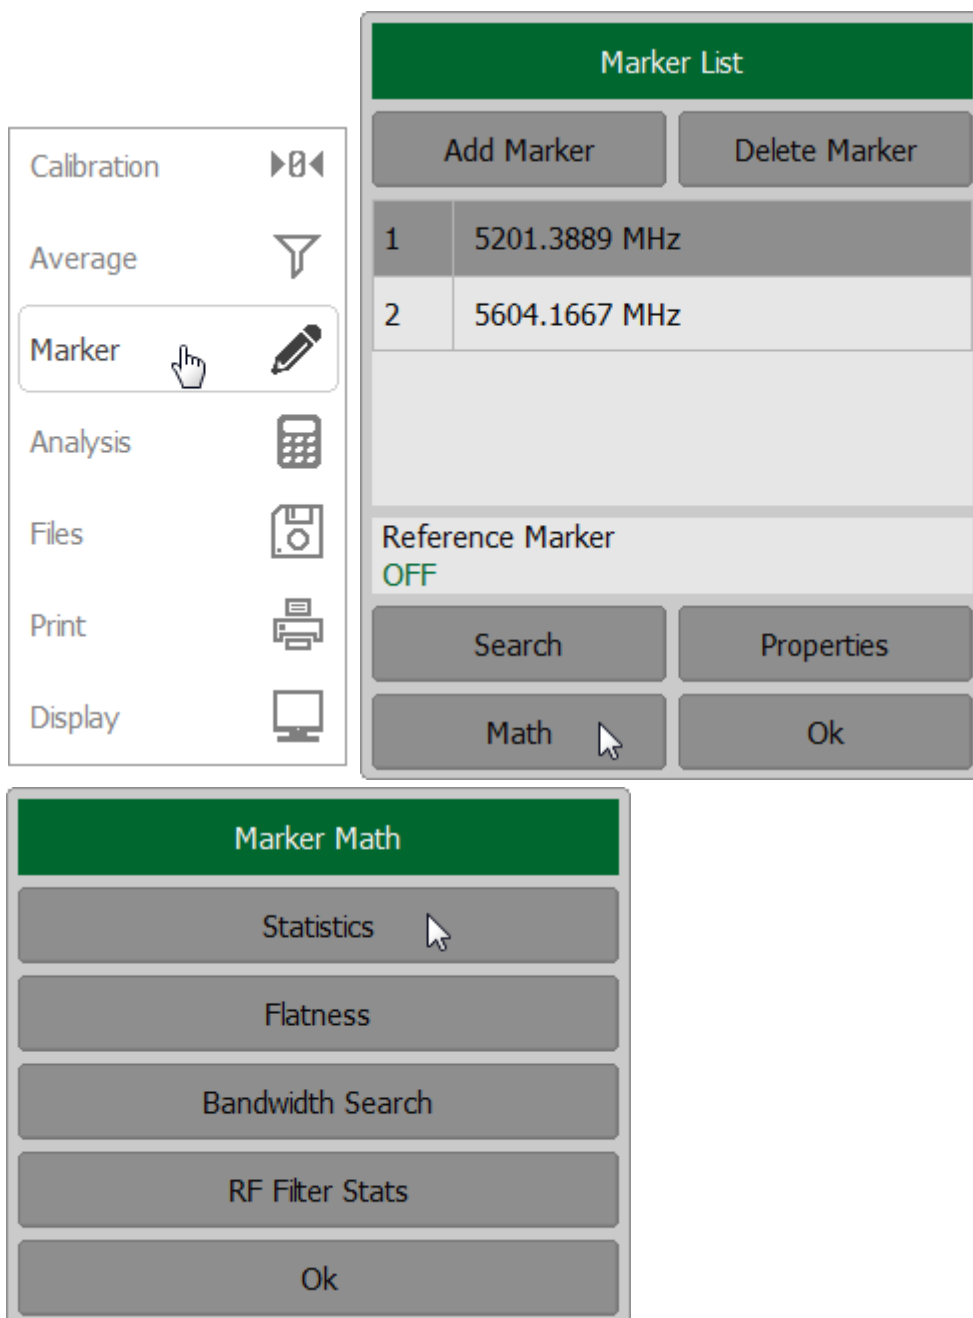 Calibration
Average
Marker
Analysis
Files
Print
Display
Marker List
Add Marker
Delete Marker
1 5201.3889 MHz
2 5604.1667 MHz
Reference Marker
OFF
Search
Properties
Math
Ok
Marker Math
Statistics
Flatness
Bandwidth Search
RF Filter Stats
Ok